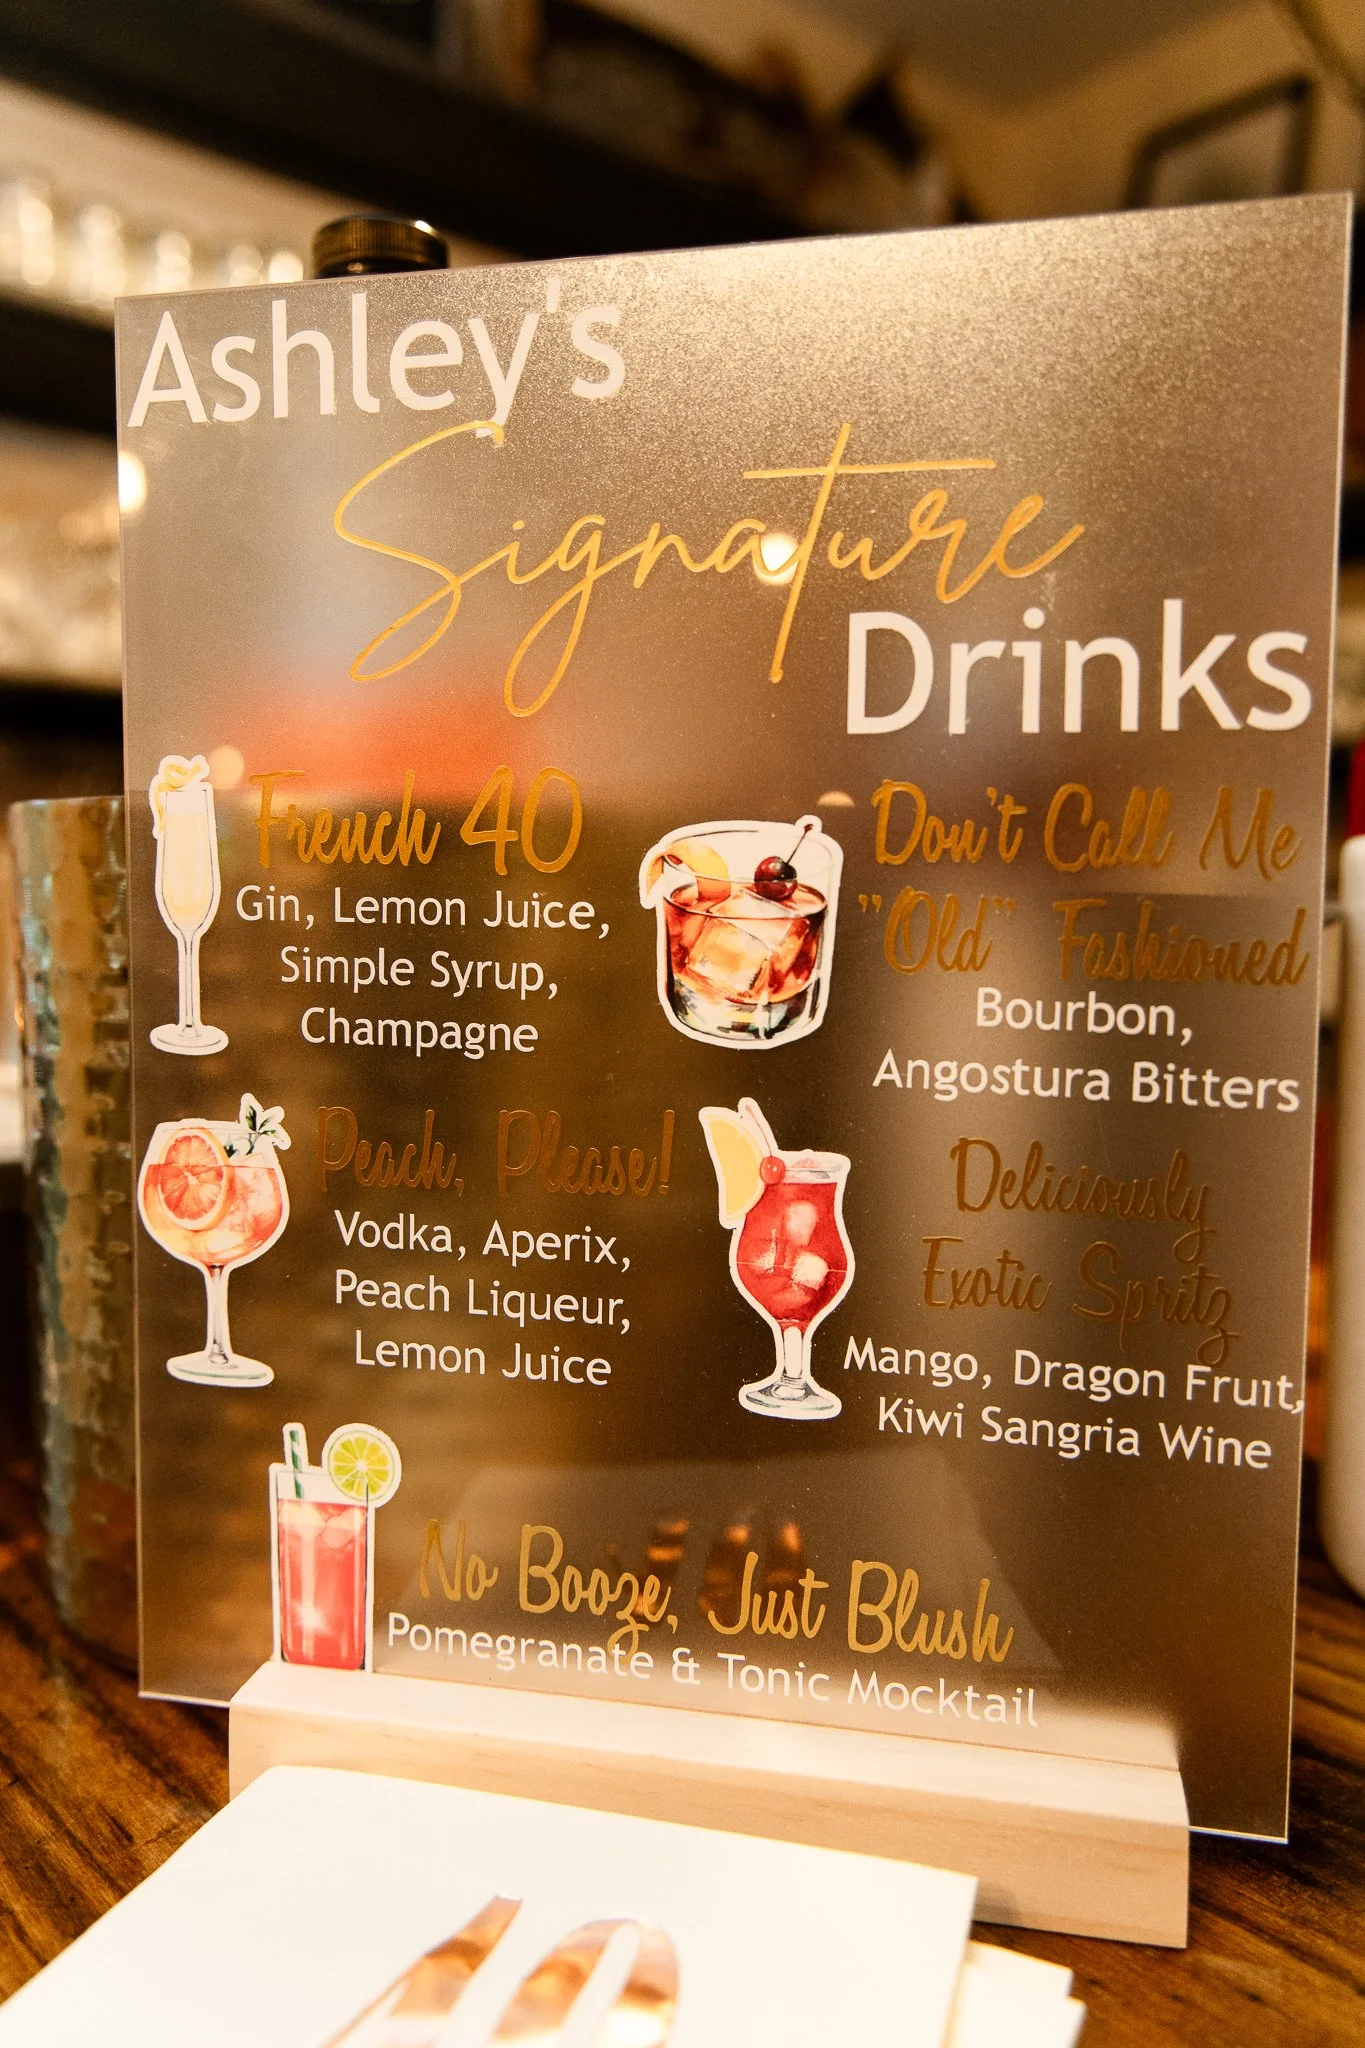 Ashley's
Signature
Drinks
French 40
Gin, Lemon Juice,
Simple Syrup,
Champagne
Don't Call Me
"Old" Fashioned
Bourbon,
Angostura Bitters
Peach, Please!
Vodka, Aperix,
Peach Liqueur,
Lemon Juice
Deliciously
Exotic Spritz
Mango, Dragon Fruit,
Kiwi Sangria Wine
No Booze, Just Blush
Pomegranate & Tonic Mocktail
40